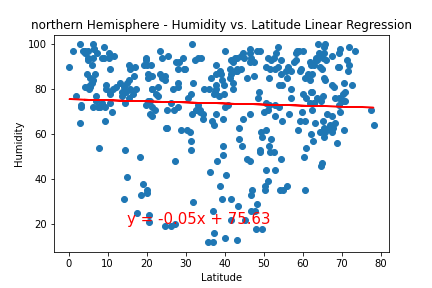 northern Hemisphere - Humidity vs. Latitude Linear Regression
100
80
60
40
20
Humidity
y = -0.05x + 75.63
0 10 20 30 40 50 60 70 80
Latitude